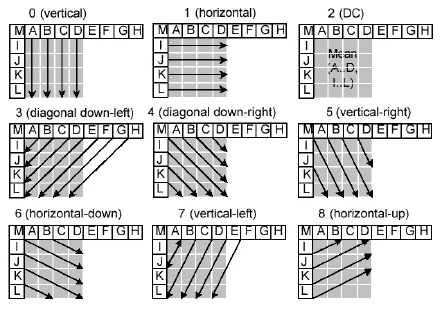 0 (vertical)
M A B C D E F G H
I
J
K
L
1 (horizontal)
M A B C D E F G H
I
J
K
L
2 (DC)
M A B C D E F G H
I
J
K
L
Mean
(A..D,
I..L)
3 (diagonal down-left)
M A B C D E F G H
I
J
K
L
4 (diagonal down-right)
M A B C D E F G H
I
J
K
L
5 (vertical-right)
M A B C D E F G H
I
J
K
L
6 (horizontal-down)
M A B C D E F G H
I
J
K
L
7 (vertical-left)
M A B C D E F G H
I
J
K
L
8 (horizontal-up)
M A B C D E F G H
I
J
K
L